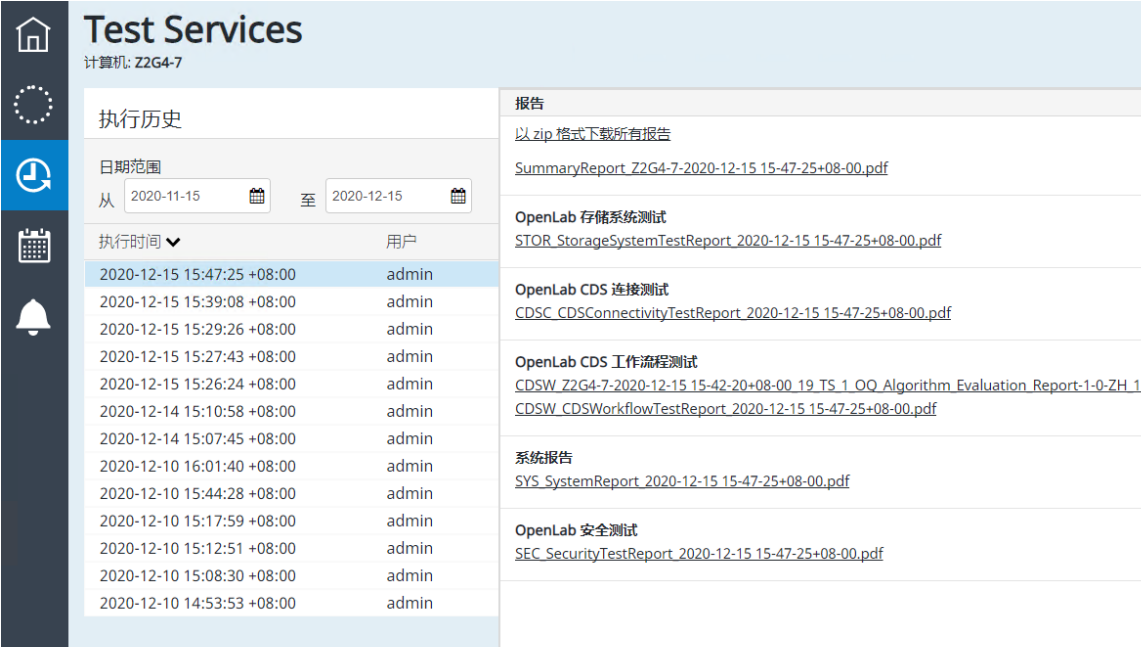 Test Services
计算机: Z2G4-7
执行历史
日期范围
从 2020-11-15 至 2020-12-15
执行时间 用户
2020-12-15 15:47:25 +08:00 admin
2020-12-15 15:39:08 +08:00 admin
2020-12-15 15:29:26 +08:00 admin
2020-12-15 15:27:43 +08:00 admin
2020-12-15 15:26:24 +08:00 admin
2020-12-14 15:10:58 +08:00 admin
2020-12-14 15:07:45 +08:00 admin
2020-12-10 16:01:40 +08:00 admin
2020-12-10 15:44:28 +08:00 admin
2020-12-10 15:17:59 +08:00 admin
2020-12-10 15:12:51 +08:00 admin
2020-12-10 15:08:30 +08:00 admin
2020-12-10 14:53:53 +08:00 admin
报告
以 zip 格式下载所有报告
SummaryReport_Z2G4-7-2020-12-15 15-47-25+08-00.pdf
OpenLab 存储系统测试
STOR_StorageSystemTestReport_2020-12-15 15-47-25+08-00.pdf
OpenLab CDS 连接测试
CDSC_CDSConnectivityTestReport_2020-12-15 15-47-25+08-00.pdf
OpenLab CDS 工作流程测试
CDSW_Z2G4-7-2020-12-15 15-42-20+08-00_19_TS_1_OQ_Algorithm_Evaluation_Report-1-0-ZH_1
CDSW_CDSWorkflowTestReport_2020-12-15 15-47-25+08-00.pdf
系统报告
SYS_SystemReport_2020-12-15 15-47-25+08-00.pdf
OpenLab 安全测试
SEC_SecurityTestReport_2020-12-15 15-47-25+08-00.pdf